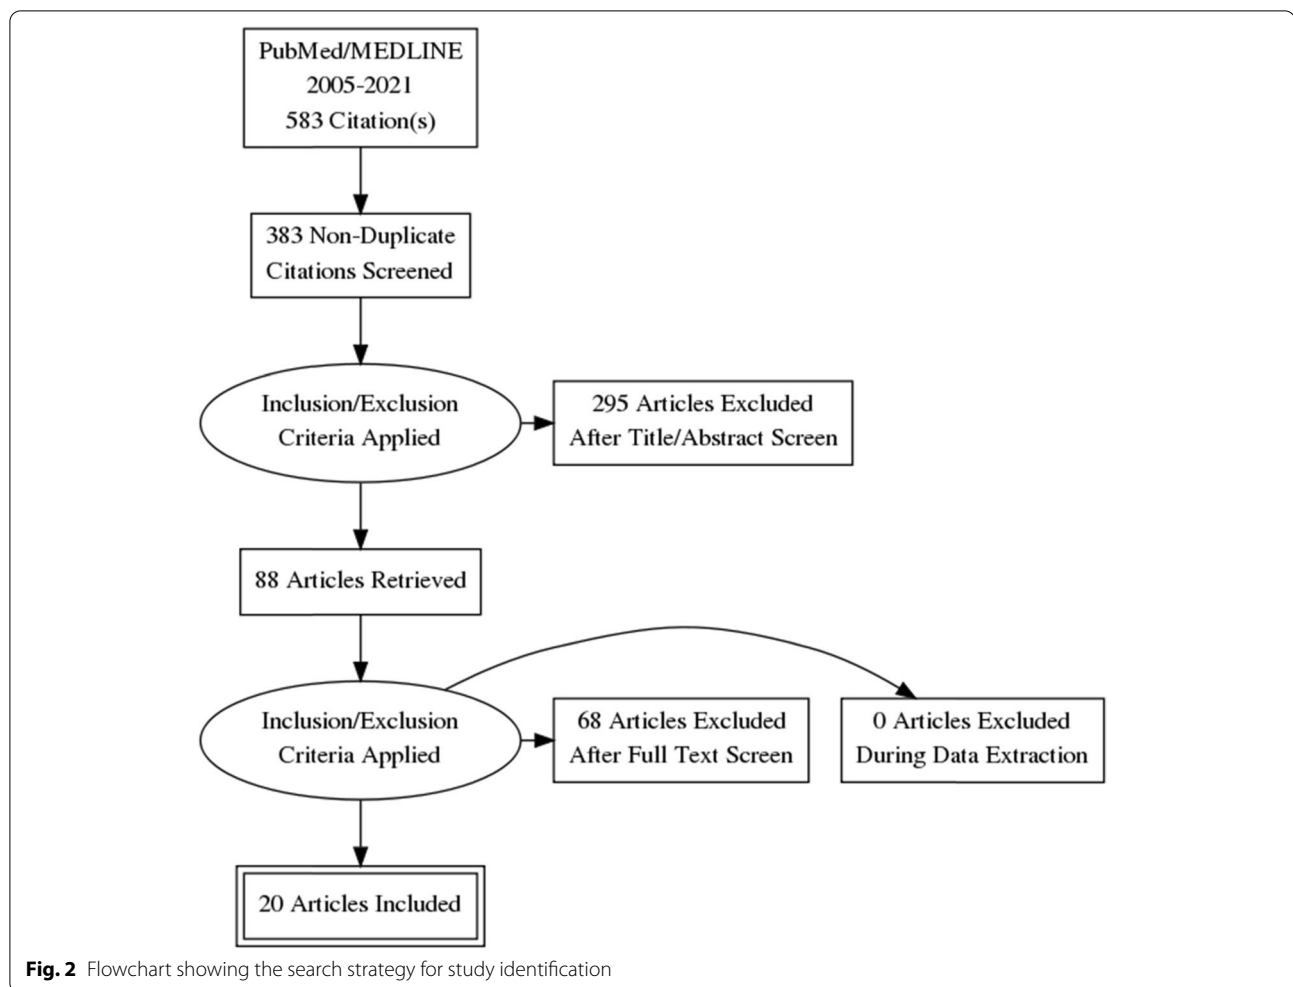 PubMed/MEDLINE
2005-2021
583 Citation(s)
383 Non-Duplicate
Citations Screened
Inclusion/Exclusion
Criteria Applied
295 Articles Excluded
After Title/Abstract Screen
88 Articles Retrieved
Inclusion/Exclusion
Criteria Applied
68 Articles Excluded
After Full Text Screen
0 Articles Excluded
During Data Extraction
20 Articles Included
Fig. 2 Flowchart showing the search strategy for study identification